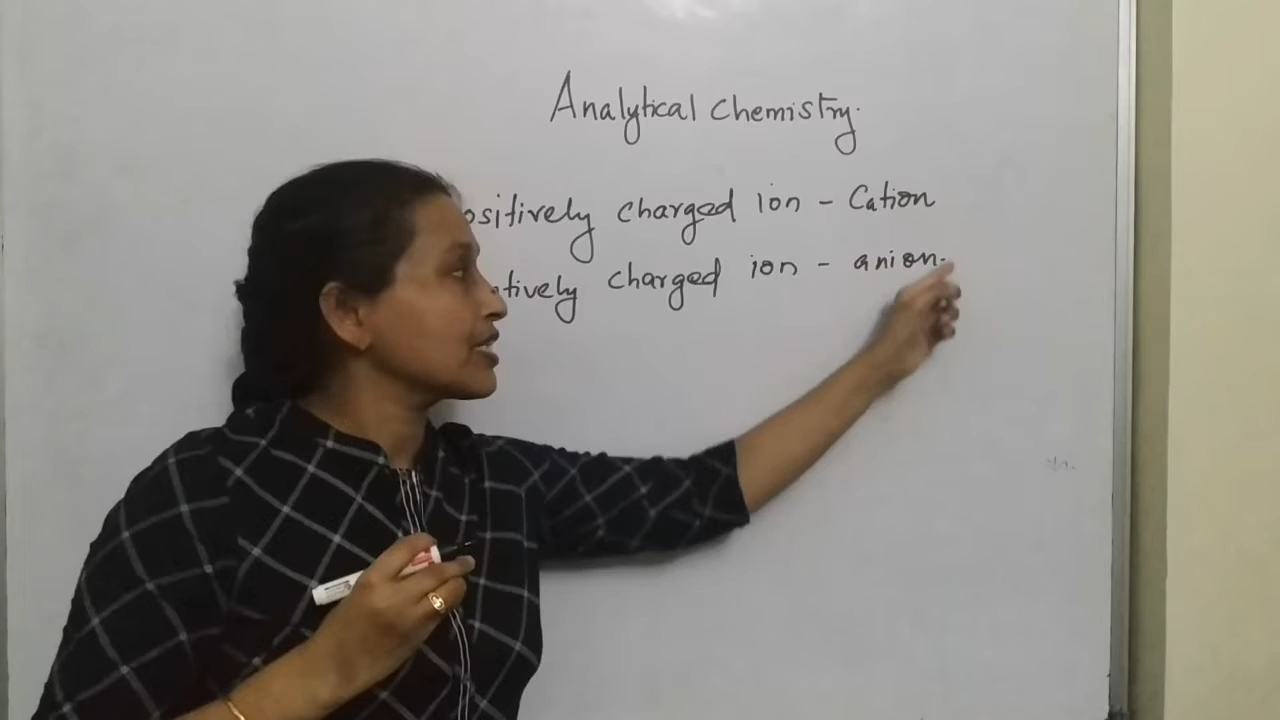 Analytical Chemistry.
ositively charged ion - Cation
tively charged ion - anion.